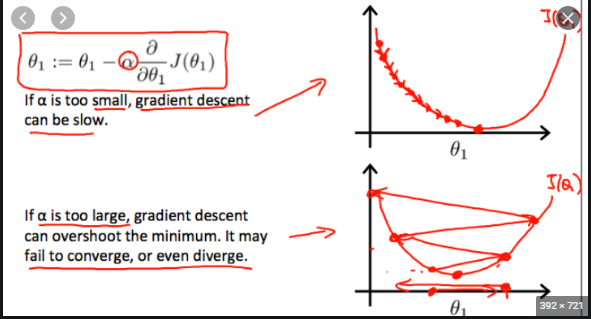 θ₁ := θ₁ − α ∂/∂θ₁ J(θ₁)
If α is too small, gradient descent
can be slow.
θ₁
If α is too large, gradient descent
can overshoot the minimum. It may
fail to converge, or even diverge.
J(θ₁)
θ₁
392 × 721